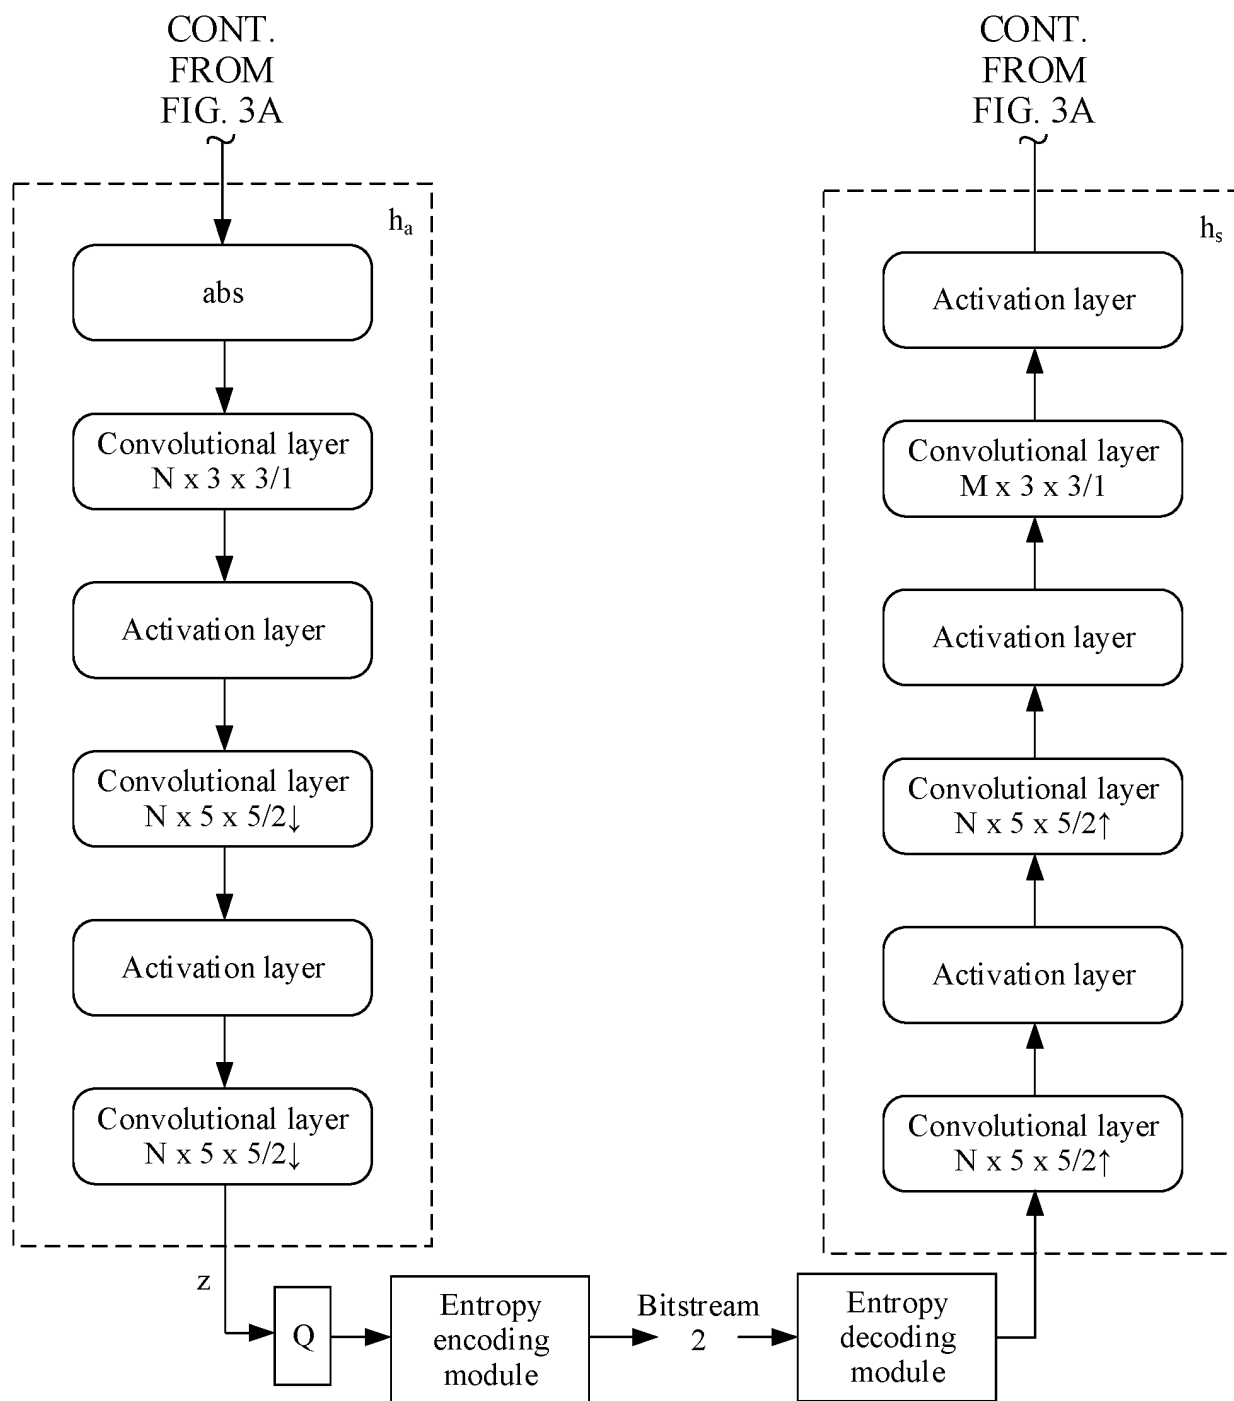 CONT.
FROM
FIG. 3A
hₐ
abs
Convolutional layer
N x 3 x 3/1
Activation layer
Convolutional layer
N x 5 x 5/2↓
Activation layer
Convolutional layer
N x 5 x 5/2↓
z
Q
Entropy
encoding
module
Bitstream
2
Entropy
decoding
module
CONT.
FROM
FIG. 3A
hₛ
Activation layer
Convolutional layer
M x 3 x 3/1
Activation layer
Convolutional layer
N x 5 x 5/2↑
Activation layer
Convolutional layer
N x 5 x 5/2↑